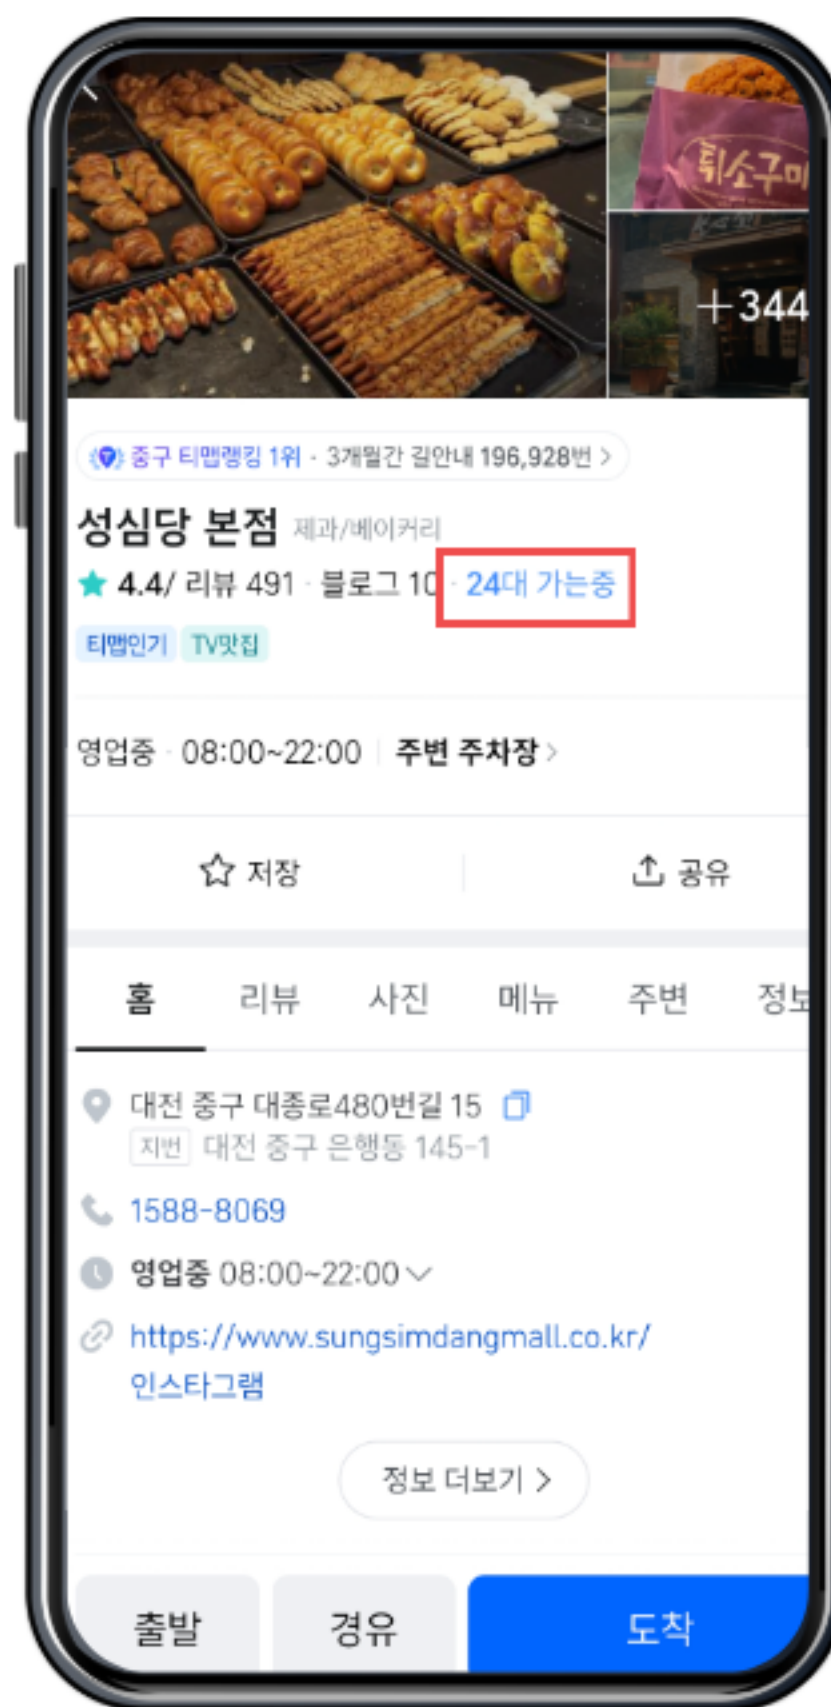 튀소구마
+344
중구 티맵랭킹 1위 · 3개월간 길안내 196,928번 >
성심당 본점 제과/베이커리
★ 4.4/ 리뷰 491 · 블로그 10 · 24대 가는중
티맵인기 TV맛집
영업중 · 08:00~22:00 | 주변 주차장 >
저장 공유
홈 리뷰 사진 메뉴 주변 정보
대전 중구 대종로480번길 15
지번 대전 중구 은행동 145-1
1588-8069
영업중 08:00~22:00
https://www.sungsimdangmall.co.kr/
인스타그램
정보 더보기 >
출발 경유 도착